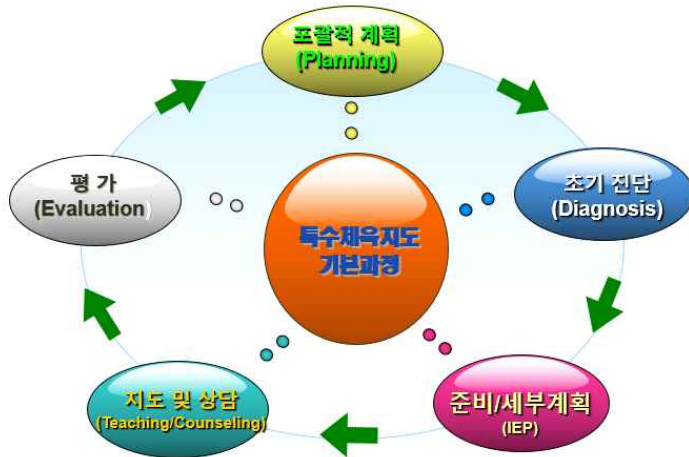 포괄적 계획
(Planning)
초기 진단
(Diagnosis)
준비/세부계획
(IEP)
지도 및 상담
(Teaching/Counseling)
평 가
(Evaluation)
특수체육지도
기본과정